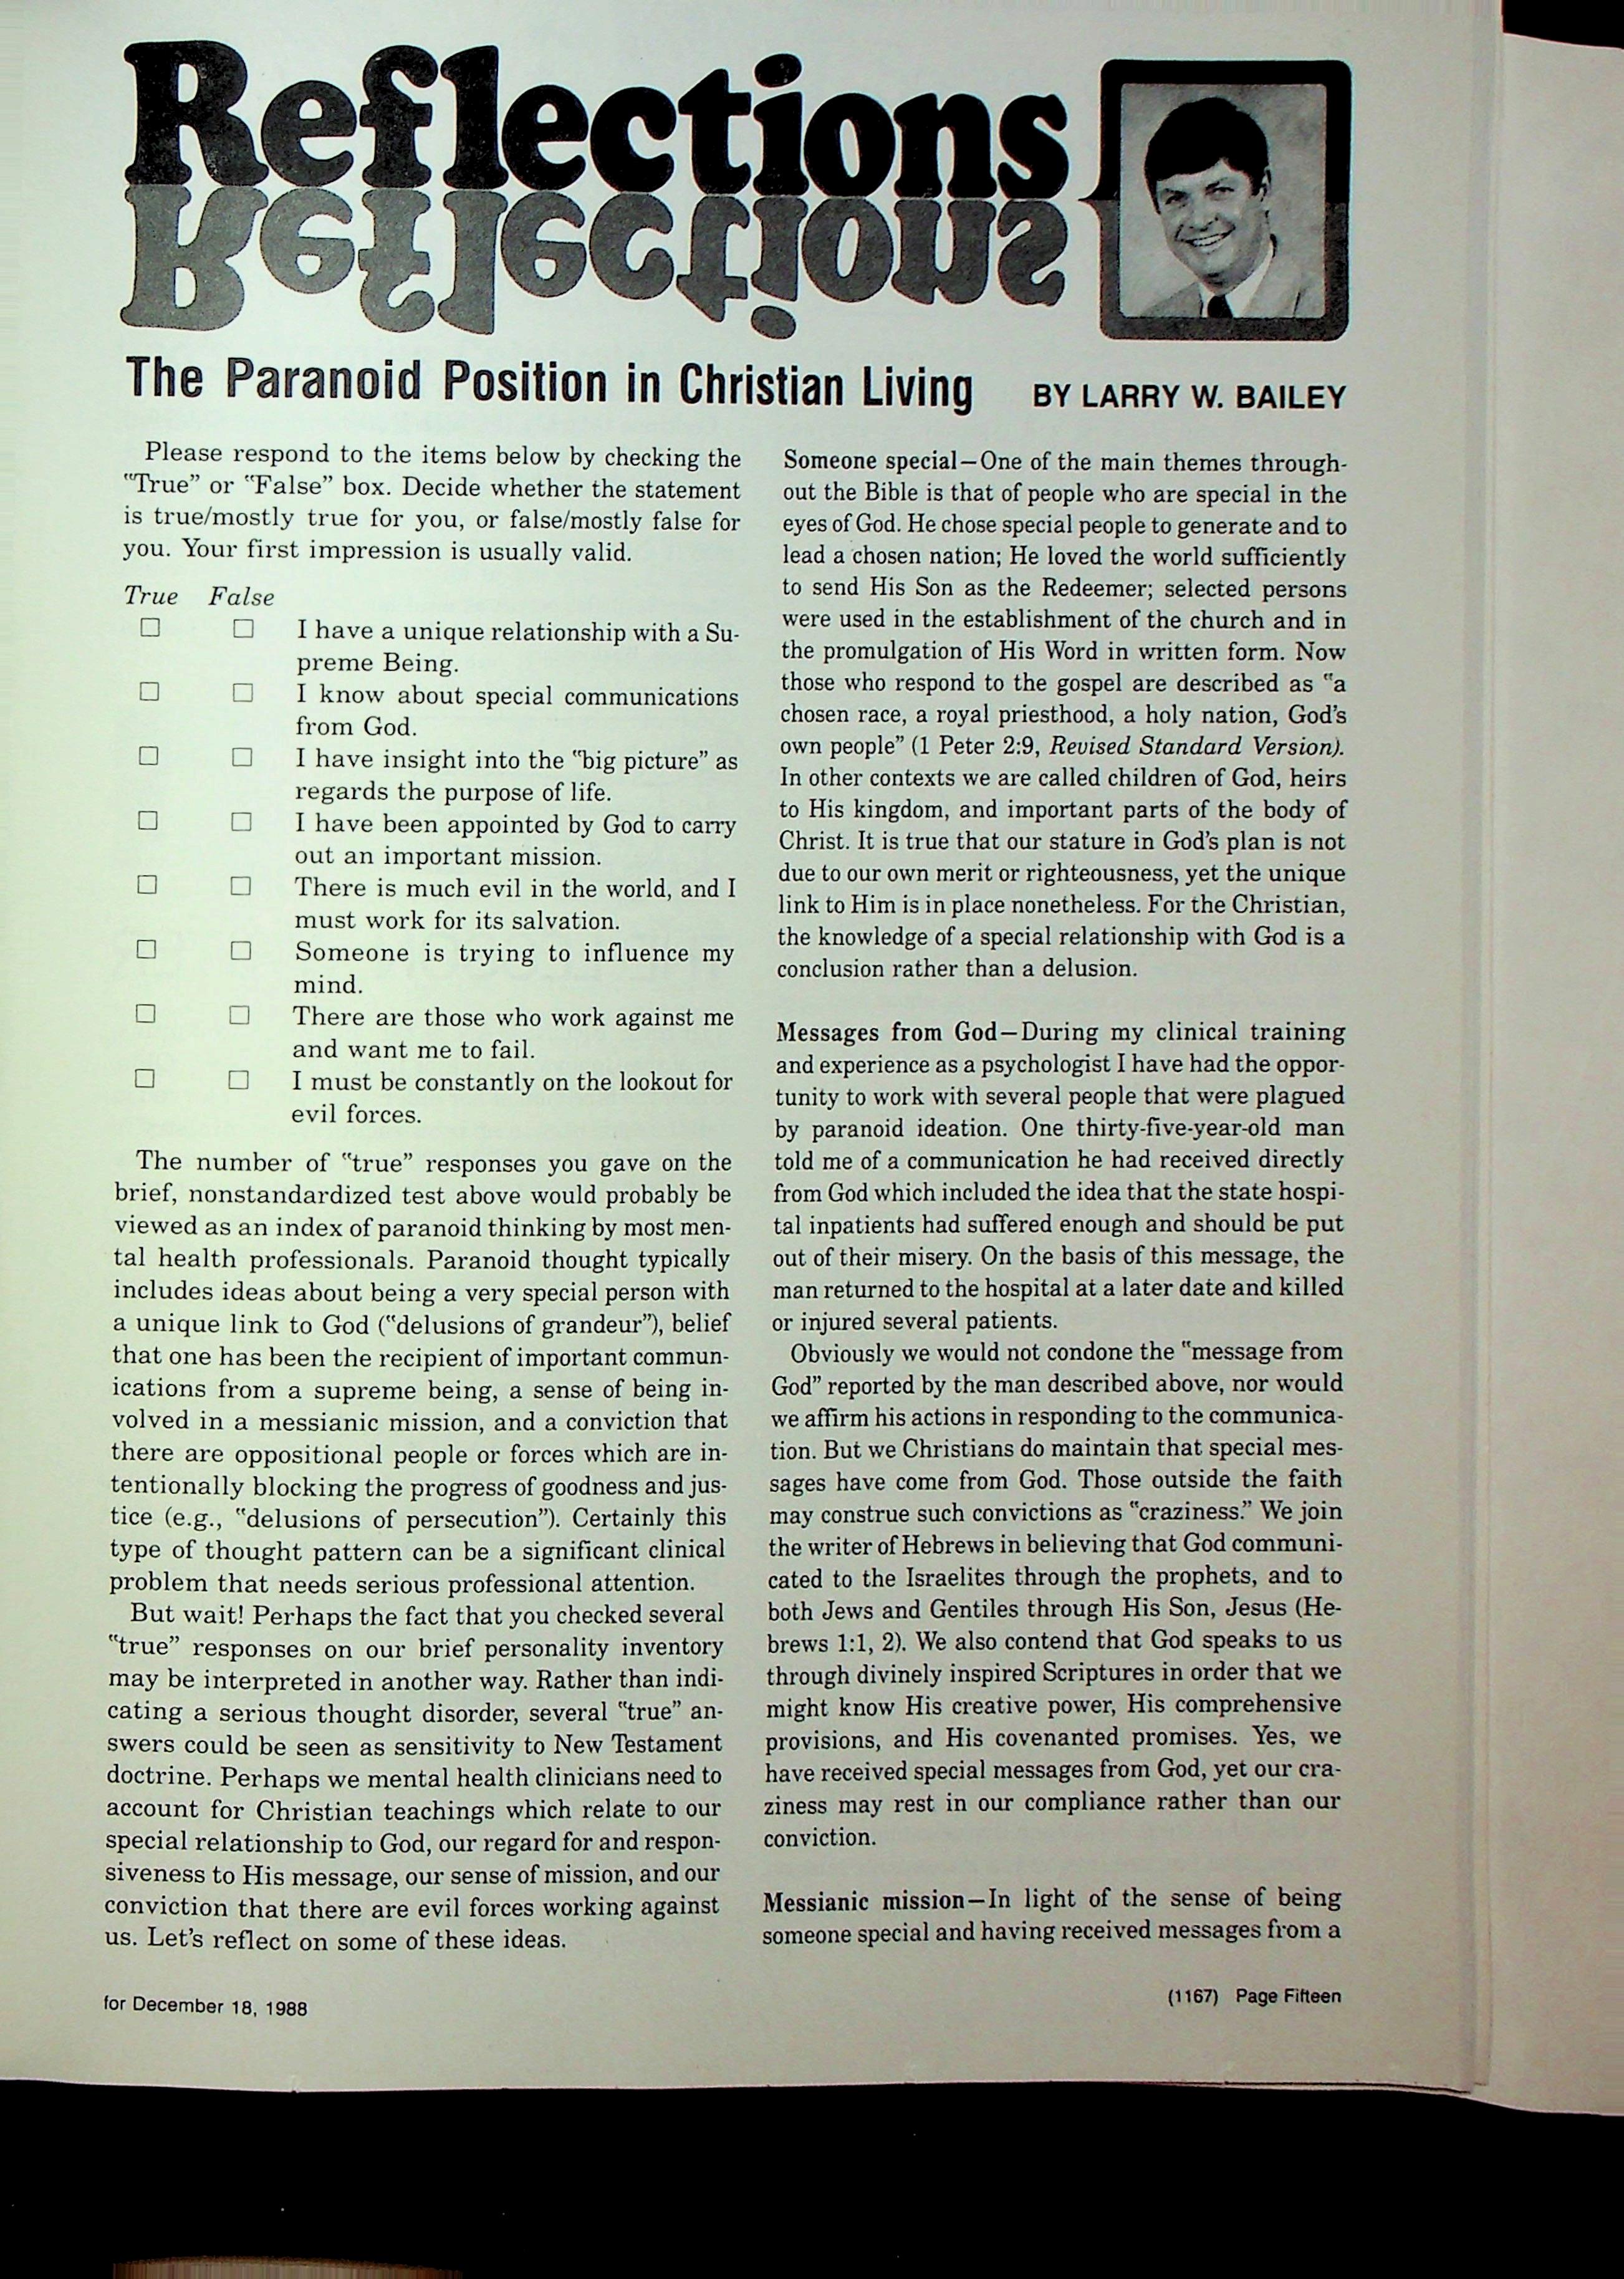 Reflections
The Paranoid Position in Christian Living
BY LARRY W. BAILEY
Please respond to the items below by checking the
"True" or "False" box. Decide whether the statement
is true/mostly true for you, or false/mostly false for
you. Your first impression is usually valid.
True False
☐ ☐ I have a unique relationship with a Su-
preme Being.
☐ ☐ I know about special communications
from God.
☐ ☐ I have insight into the "big picture" as
regards the purpose of life.
☐ ☐ I have been appointed by God to carry
out an important mission.
☐ ☐ There is much evil in the world, and I
must work for its salvation.
☐ ☐ Someone is trying to influence my
mind.
☐ ☐ There are those who work against me
and want me to fail.
☐ ☐ I must be constantly on the lookout for
evil forces.
The number of "true" responses you gave on the
brief, nonstandardized test above would probably be
viewed as an index of paranoid thinking by most men-
tal health professionals. Paranoid thought typically
includes ideas about being a very special person with
a unique link to God ("delusions of grandeur"), belief
that one has been the recipient of important commun-
ications from a supreme being, a sense of being in-
volved in a messianic mission, and a conviction that
there are oppositional people or forces which are in-
tentionally blocking the progress of goodness and jus-
tice (e.g., "delusions of persecution"). Certainly this
type of thought pattern can be a significant clinical
problem that needs serious professional attention.
But wait! Perhaps the fact that you checked several
"true" responses on our brief personality inventory
may be interpreted in another way. Rather than indi-
cating a serious thought disorder, several "true" an-
swers could be seen as sensitivity to New Testament
doctrine. Perhaps we mental health clinicians need to
account for Christian teachings which relate to our
special relationship to God, our regard for and respon-
siveness to His message, our sense of mission, and our
conviction that there are evil forces working against
us. Let's reflect on some of these ideas.
Someone special—One of the main themes through-
out the Bible is that of people who are special in the
eyes of God. He chose special people to generate and to
lead a chosen nation; He loved the world sufficiently
to send His Son as the Redeemer; selected persons
were used in the establishment of the church and in
the promulgation of His Word in written form. Now
those who respond to the gospel are described as "a
chosen race, a royal priesthood, a holy nation, God's
own people" (1 Peter 2:9, Revised Standard Version).
In other contexts we are called children of God, heirs
to His kingdom, and important parts of the body of
Christ. It is true that our stature in God's plan is not
due to our own merit or righteousness, yet the unique
link to Him is in place nonetheless. For the Christian,
the knowledge of a special relationship with God is a
conclusion rather than a delusion.
Messages from God—During my clinical training
and experience as a psychologist I have had the oppor-
tunity to work with several people that were plagued
by paranoid ideation. One thirty-five-year-old man
told me of a communication he had received directly
from God which included the idea that the state hospi-
tal inpatients had suffered enough and should be put
out of their misery. On the basis of this message, the
man returned to the hospital at a later date and killed
or injured several patients.
Obviously we would not condone the "message from
God" reported by the man described above, nor would
we affirm his actions in responding to the communica-
tion. But we Christians do maintain that special mes-
sages have come from God. Those outside the faith
may construe such convictions as "craziness." We join
the writer of Hebrews in believing that God communi-
cated to the Israelites through the prophets, and to
both Jews and Gentiles through His Son, Jesus (He-
brews 1:1, 2). We also contend that God speaks to us
through divinely inspired Scriptures in order that we
might know His creative power, His comprehensive
provisions, and His covenanted promises. Yes, we
have received special messages from God, yet our cra-
ziness may rest in our compliance rather than our
conviction.
Messianic mission—In light of the sense of being
someone special and having received messages from a
for December 18, 1988
(1167) Page Fifteen